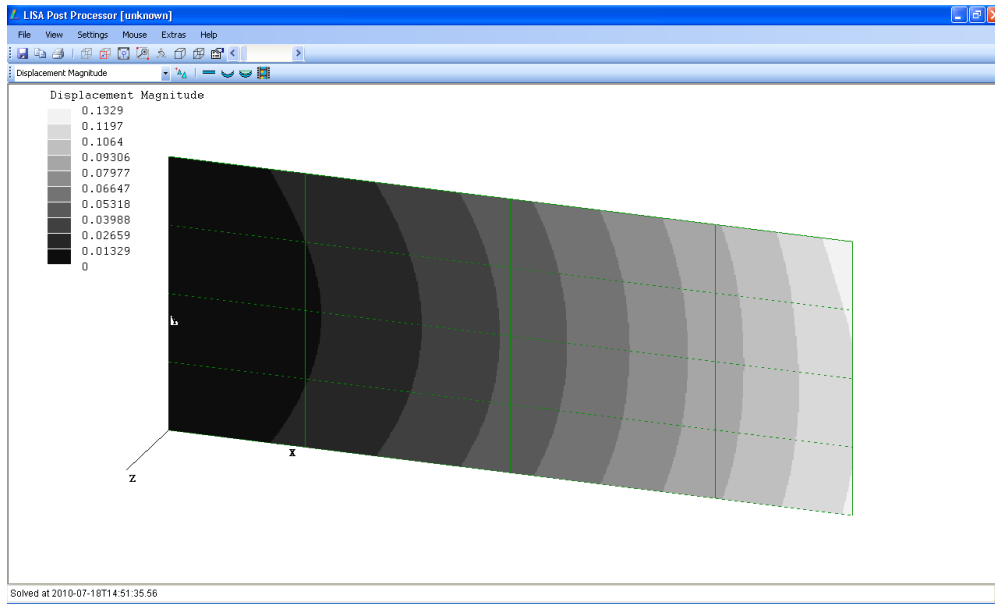 LISA Post Processor [unknown]
File View Settings Mouse Extras Help
Displacement Magnitude
Displacement Magnitude
0.1329
0.1197
0.1064
0.09306
0.07977
0.06647
0.05318
0.03988
0.02659
0.01329
0
X
Z
Solved at 2010-07-18T14:51:35.56